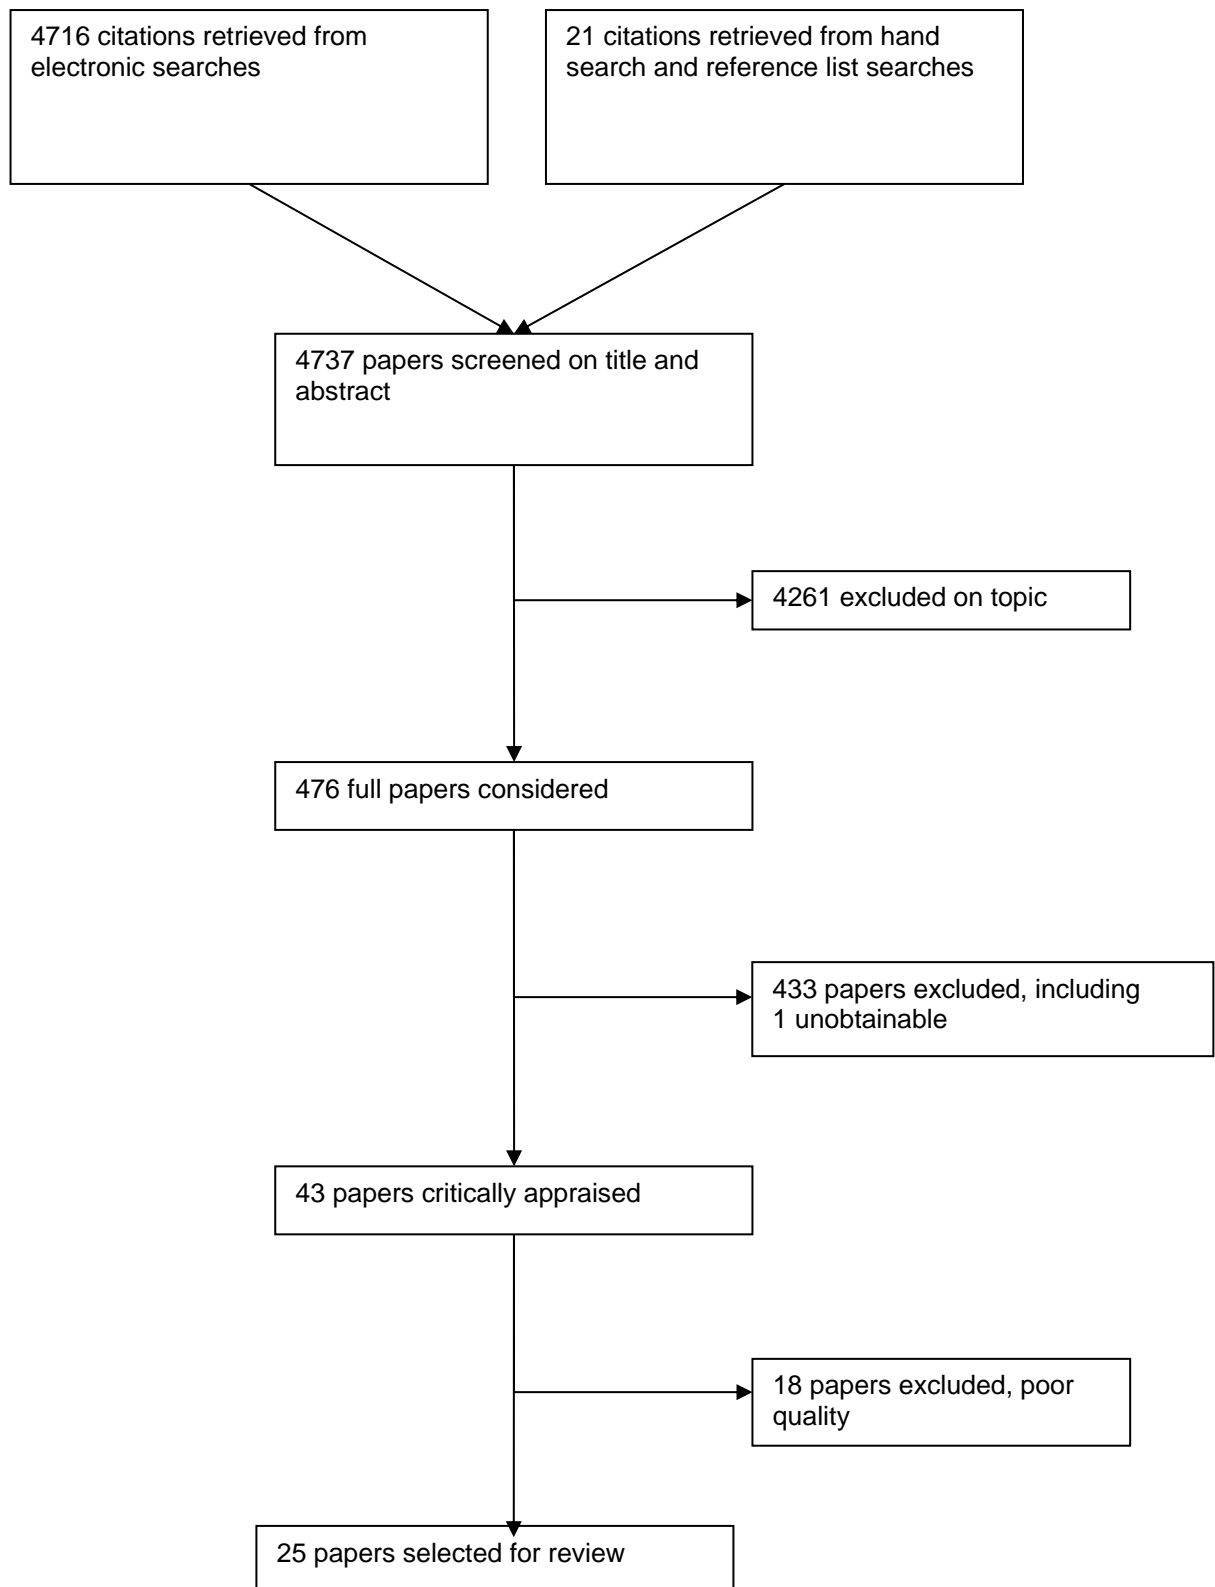 4716 citations retrieved from
electronic searches
21 citations retrieved from hand
search and reference list searches
4737 papers screened on title and
abstract
4261 excluded on topic
476 full papers considered
433 papers excluded, including
1 unobtainable
43 papers critically appraised
18 papers excluded, poor
quality
25 papers selected for review